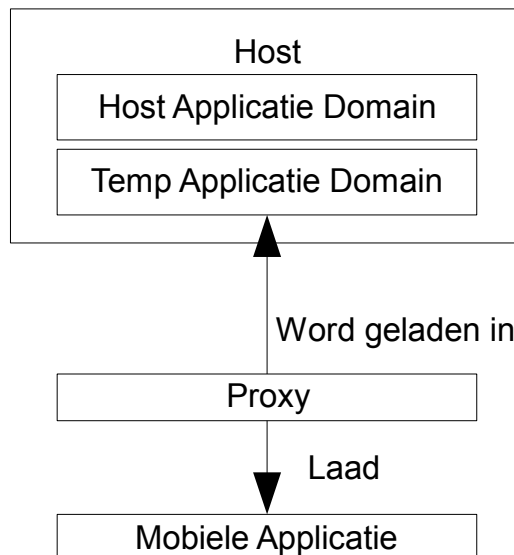 Host
Host Applicatie Domain
Temp Applicatie Domain
Word geladen in
Proxy
Laad
Mobiele Applicatie